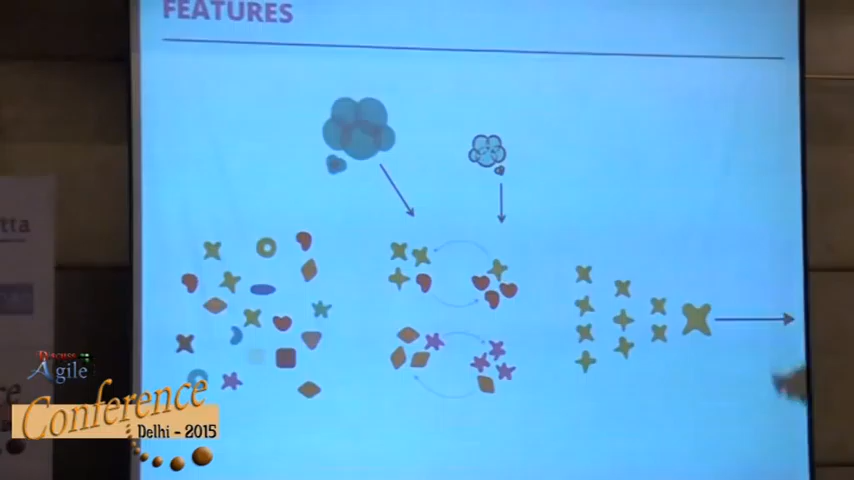 FEATURES
tta
Discuss
Agile
Conference
Delhi - 2015